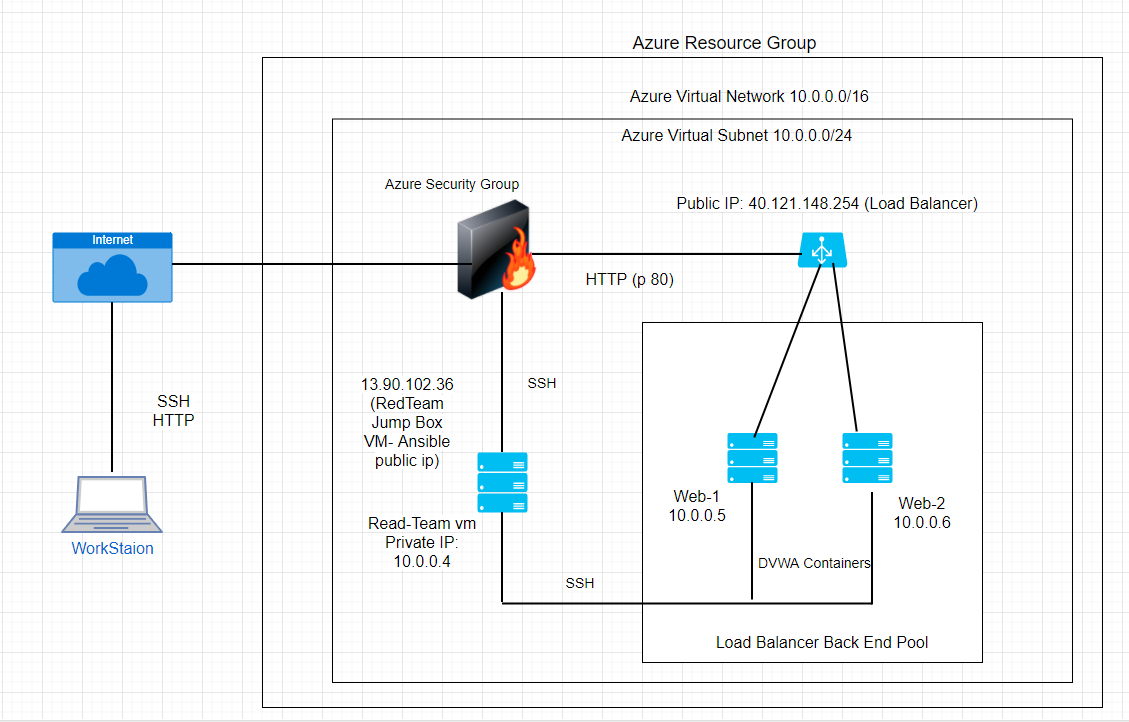 Azure Resource Group
Azure Virtual Network 10.0.0.0/16
Azure Virtual Subnet 10.0.0.0/24
Azure Security Group
Public IP: 40.121.148.254 (Load Balancer)
Internet
HTTP (p 80)
SSH
HTTP
WorkStaion
13.90.102.36
(RedTeam
Jump Box
VM- Ansible
public ip)
SSH
Read-Team vm
Private IP:
10.0.0.4
SSH
Web-1
10.0.0.5
Web-2
10.0.0.6
DVWA Containers
Load Balancer Back End Pool